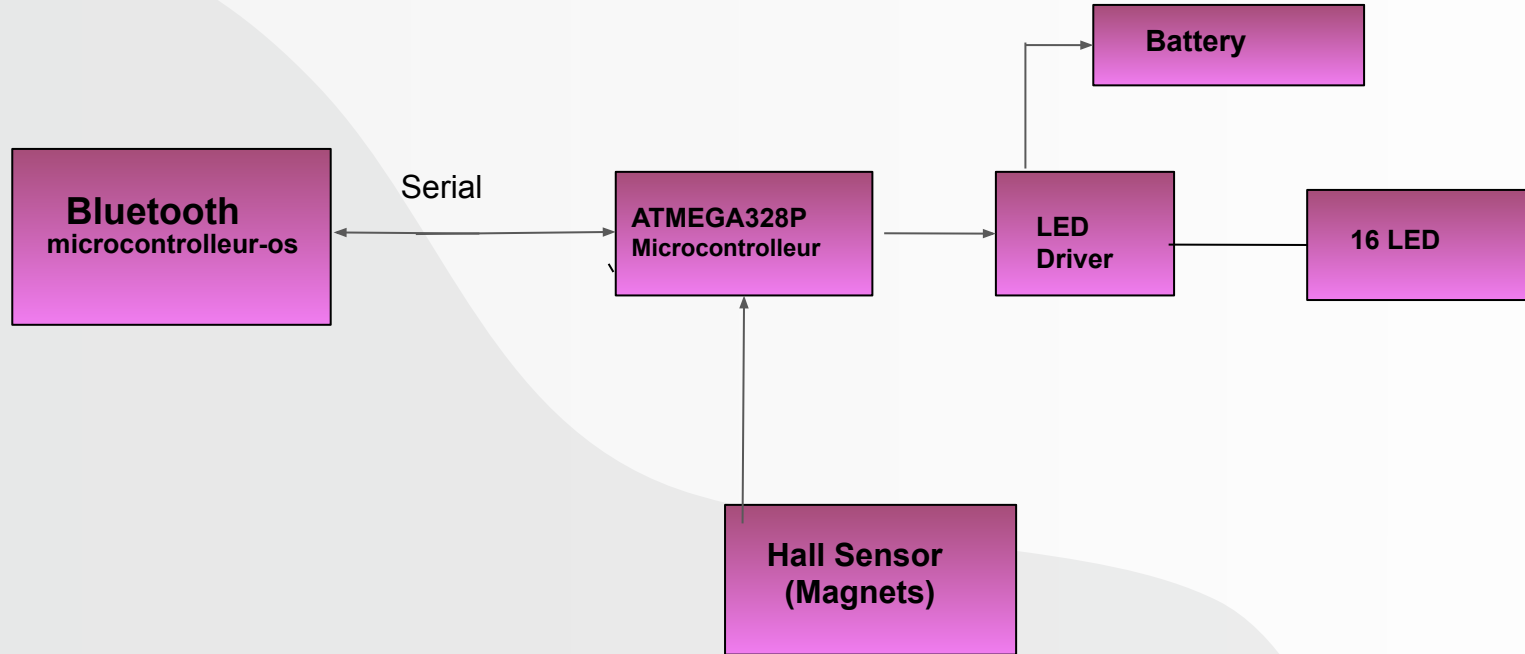 Battery
Serial
Bluetooth
microcontrolleur-os
ATMEGA328P
Microcontrolleur
LED
Driver
16 LED
Hall Sensor
(Magnets)